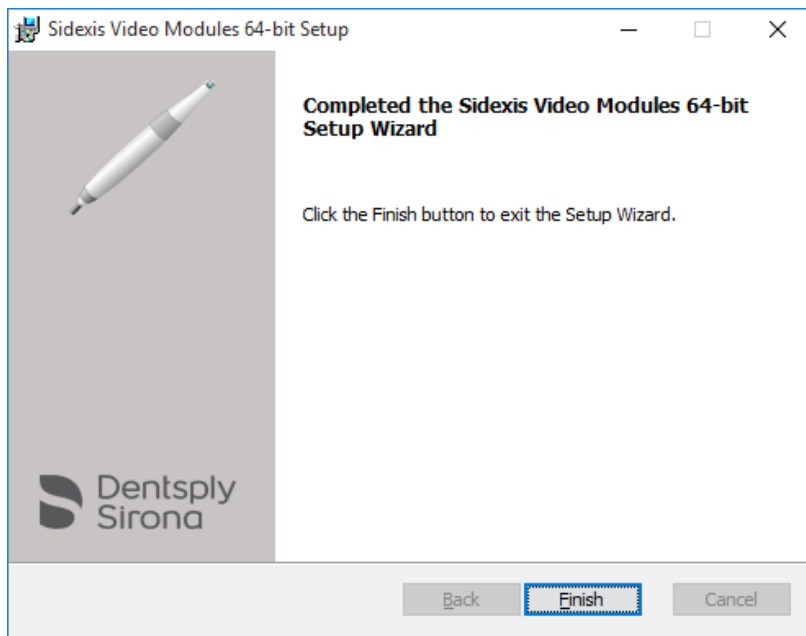 Sidexis Video Modules 64-bit Setup
Completed the Sidexis Video Modules 64-bit
Setup Wizard
Click the Finish button to exit the Setup Wizard.
Dentsply
Sirona
Back
Finish
Cancel